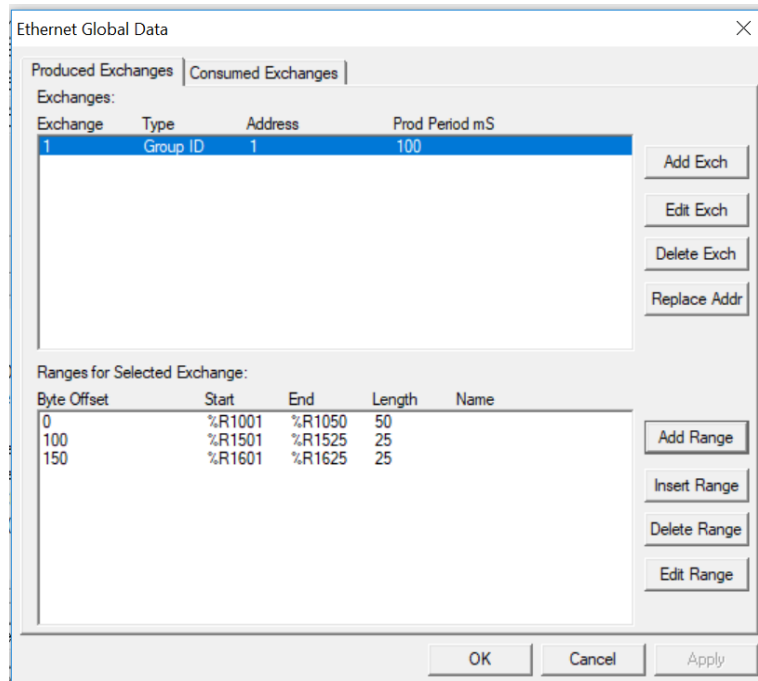 Ethernet Global Data
Produced Exchanges Consumed Exchanges
Exchanges:
Exchange Type Address Prod Period mS
1 Group ID 1 100
Add Exch
Edit Exch
Delete Exch
Replace Addr
Ranges for Selected Exchange:
Byte Offset Start End Length Name
0 %R1001 %R1050 50
100 %R1501 %R1525 25
150 %R1601 %R1625 25
Add Range
Insert Range
Delete Range
Edit Range
OK Cancel Apply